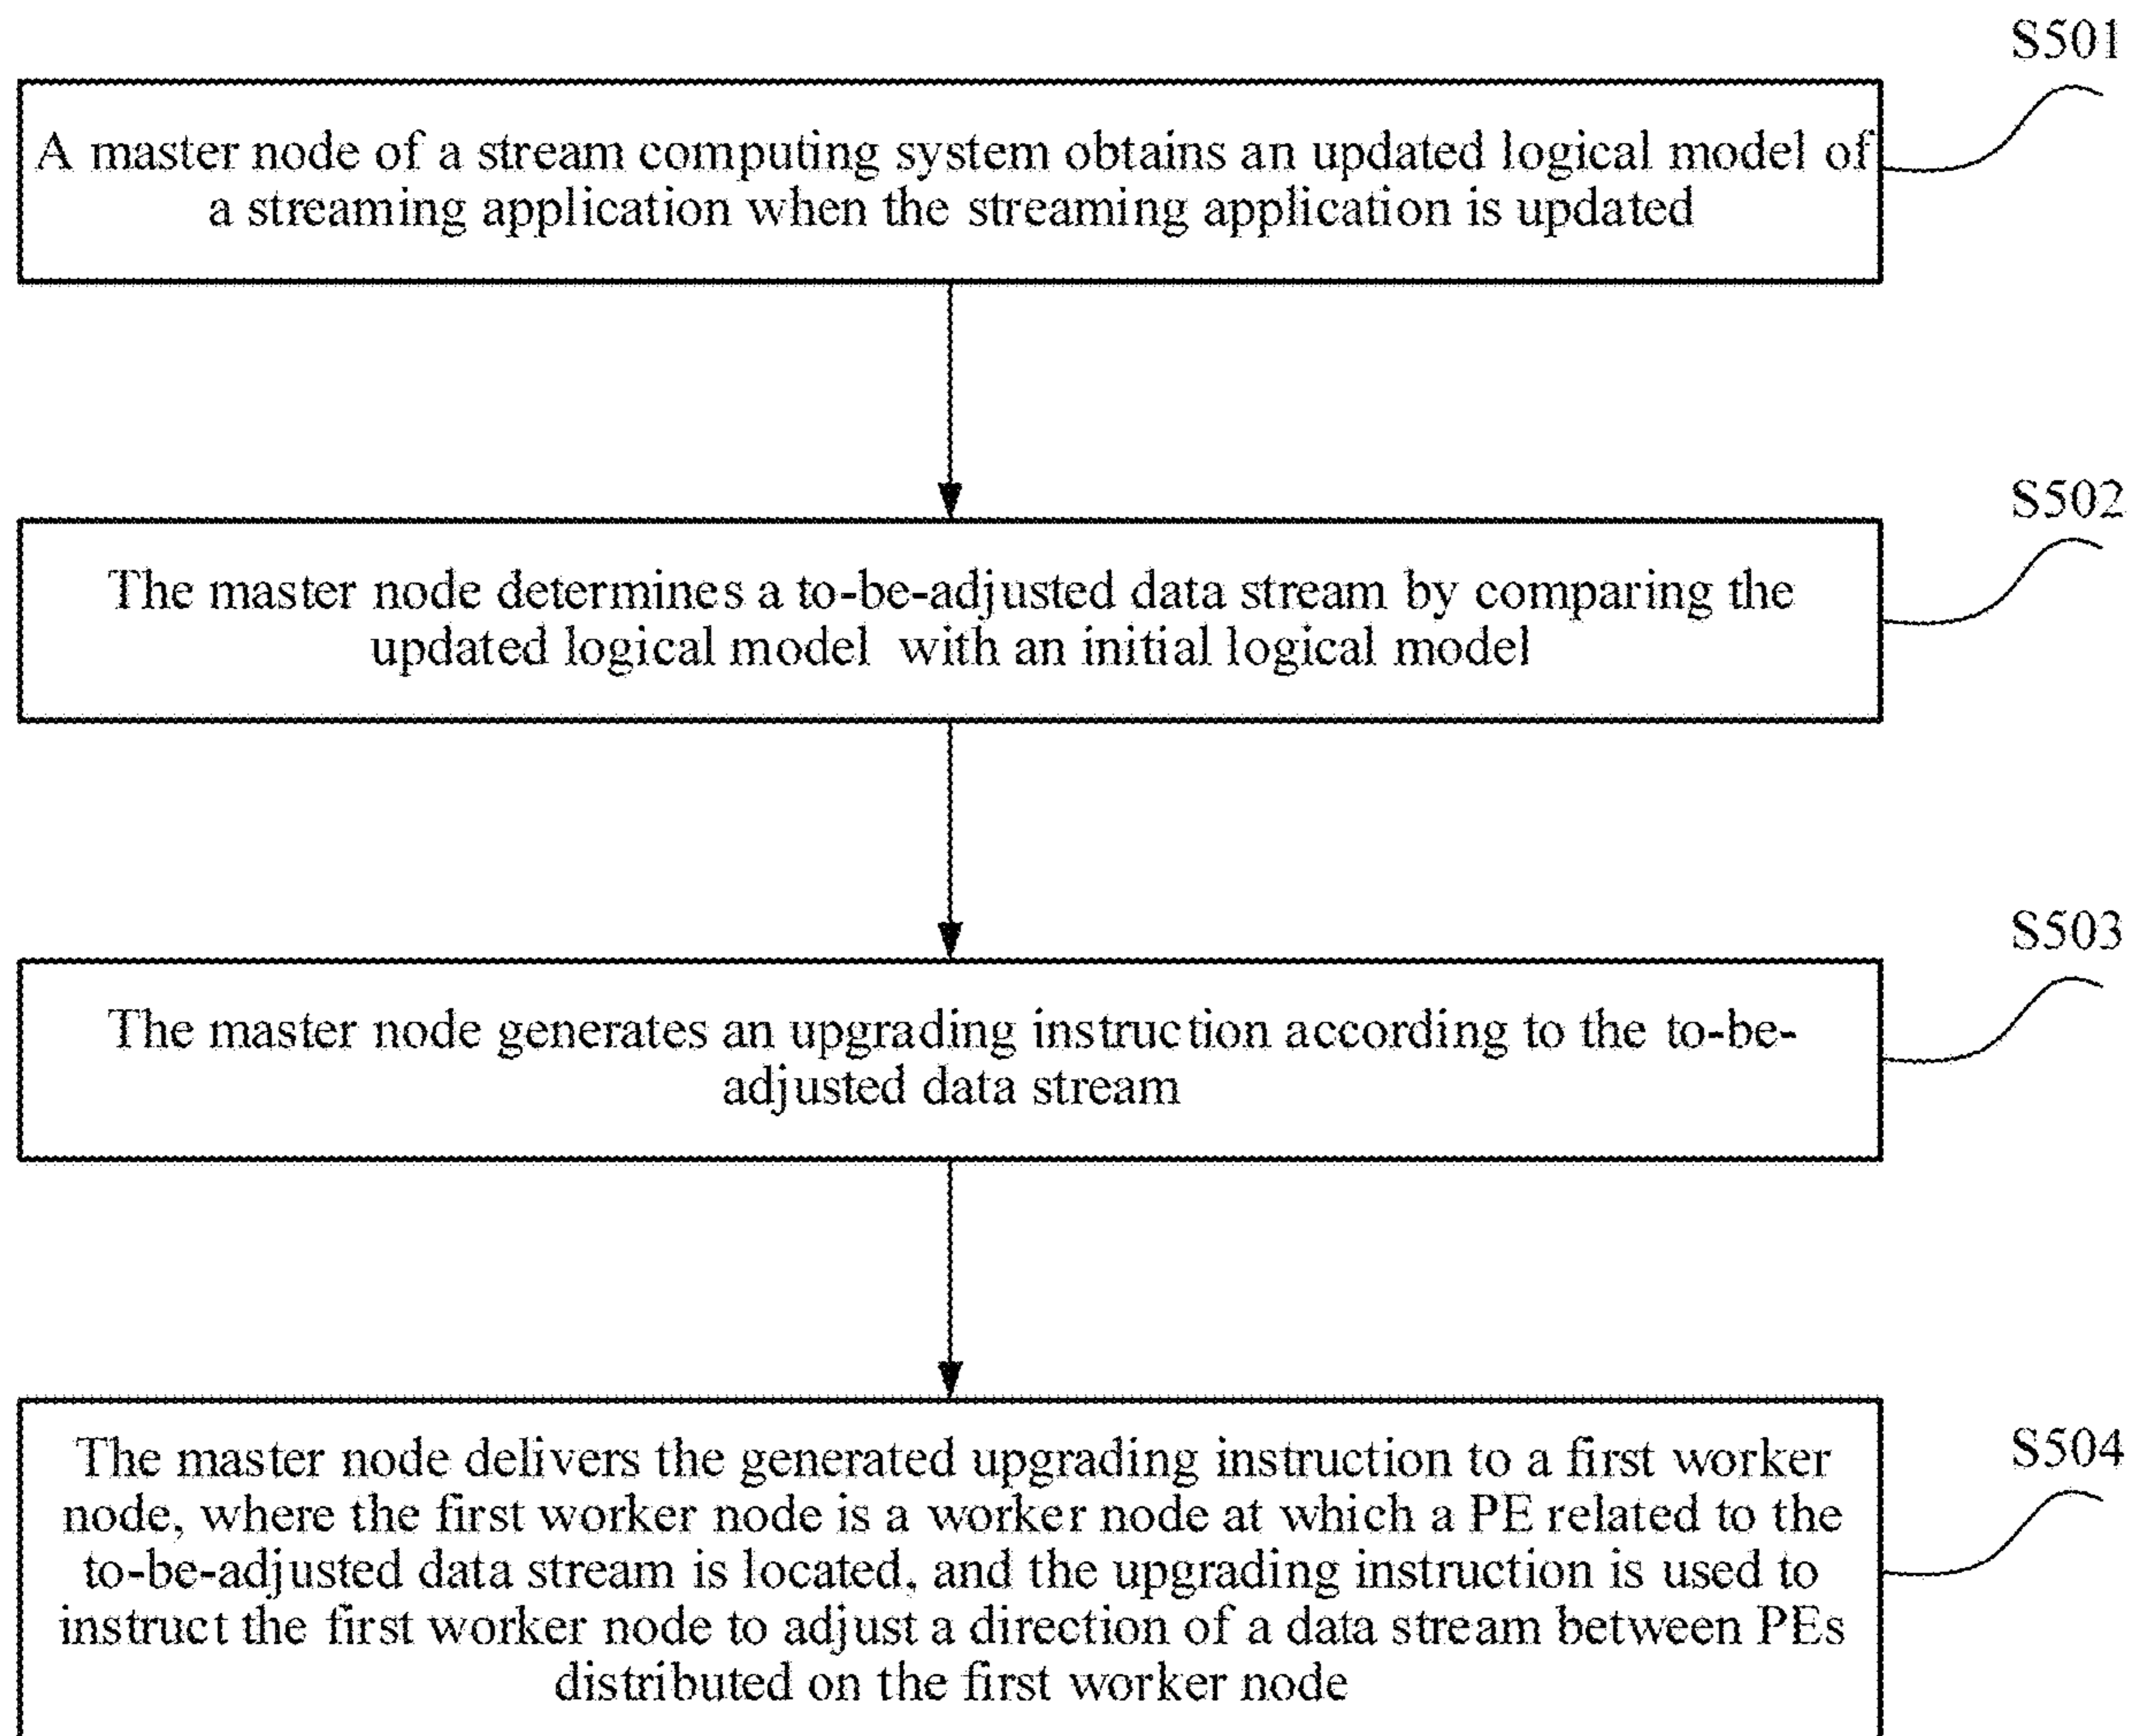 S501
A master node of a stream computing system obtains an updated logical model of
a streaming application when the streaming application is updated
S502
The master node determines a to-be-adjusted data stream by comparing the
updated logical model with an initial logical model
S503
The master node generates an upgrading instruction according to the to-be-
adjusted data stream
S504
The master node delivers the generated upgrading instruction to a first worker
node, where the first worker node is a worker node at which a PE related to the
to-be-adjusted data stream is located, and the upgrading instruction is used to
instruct the first worker node to adjust a direction of a data stream between PEs
distributed on the first worker node